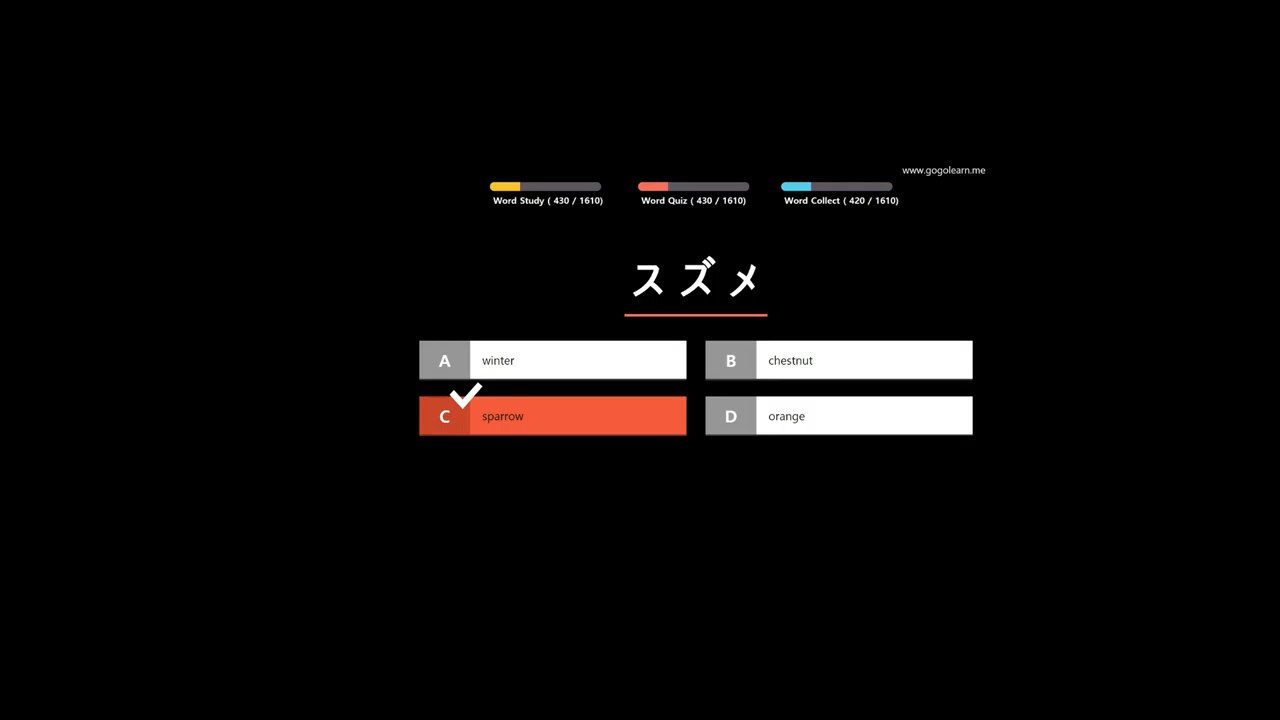 www.gogolearn.me
Word Study ( 430 / 1610)
Word Quiz ( 430 / 1610)
Word Collect ( 420 / 1610)
スズメ
A winter
B chestnut
C sparrow
D orange